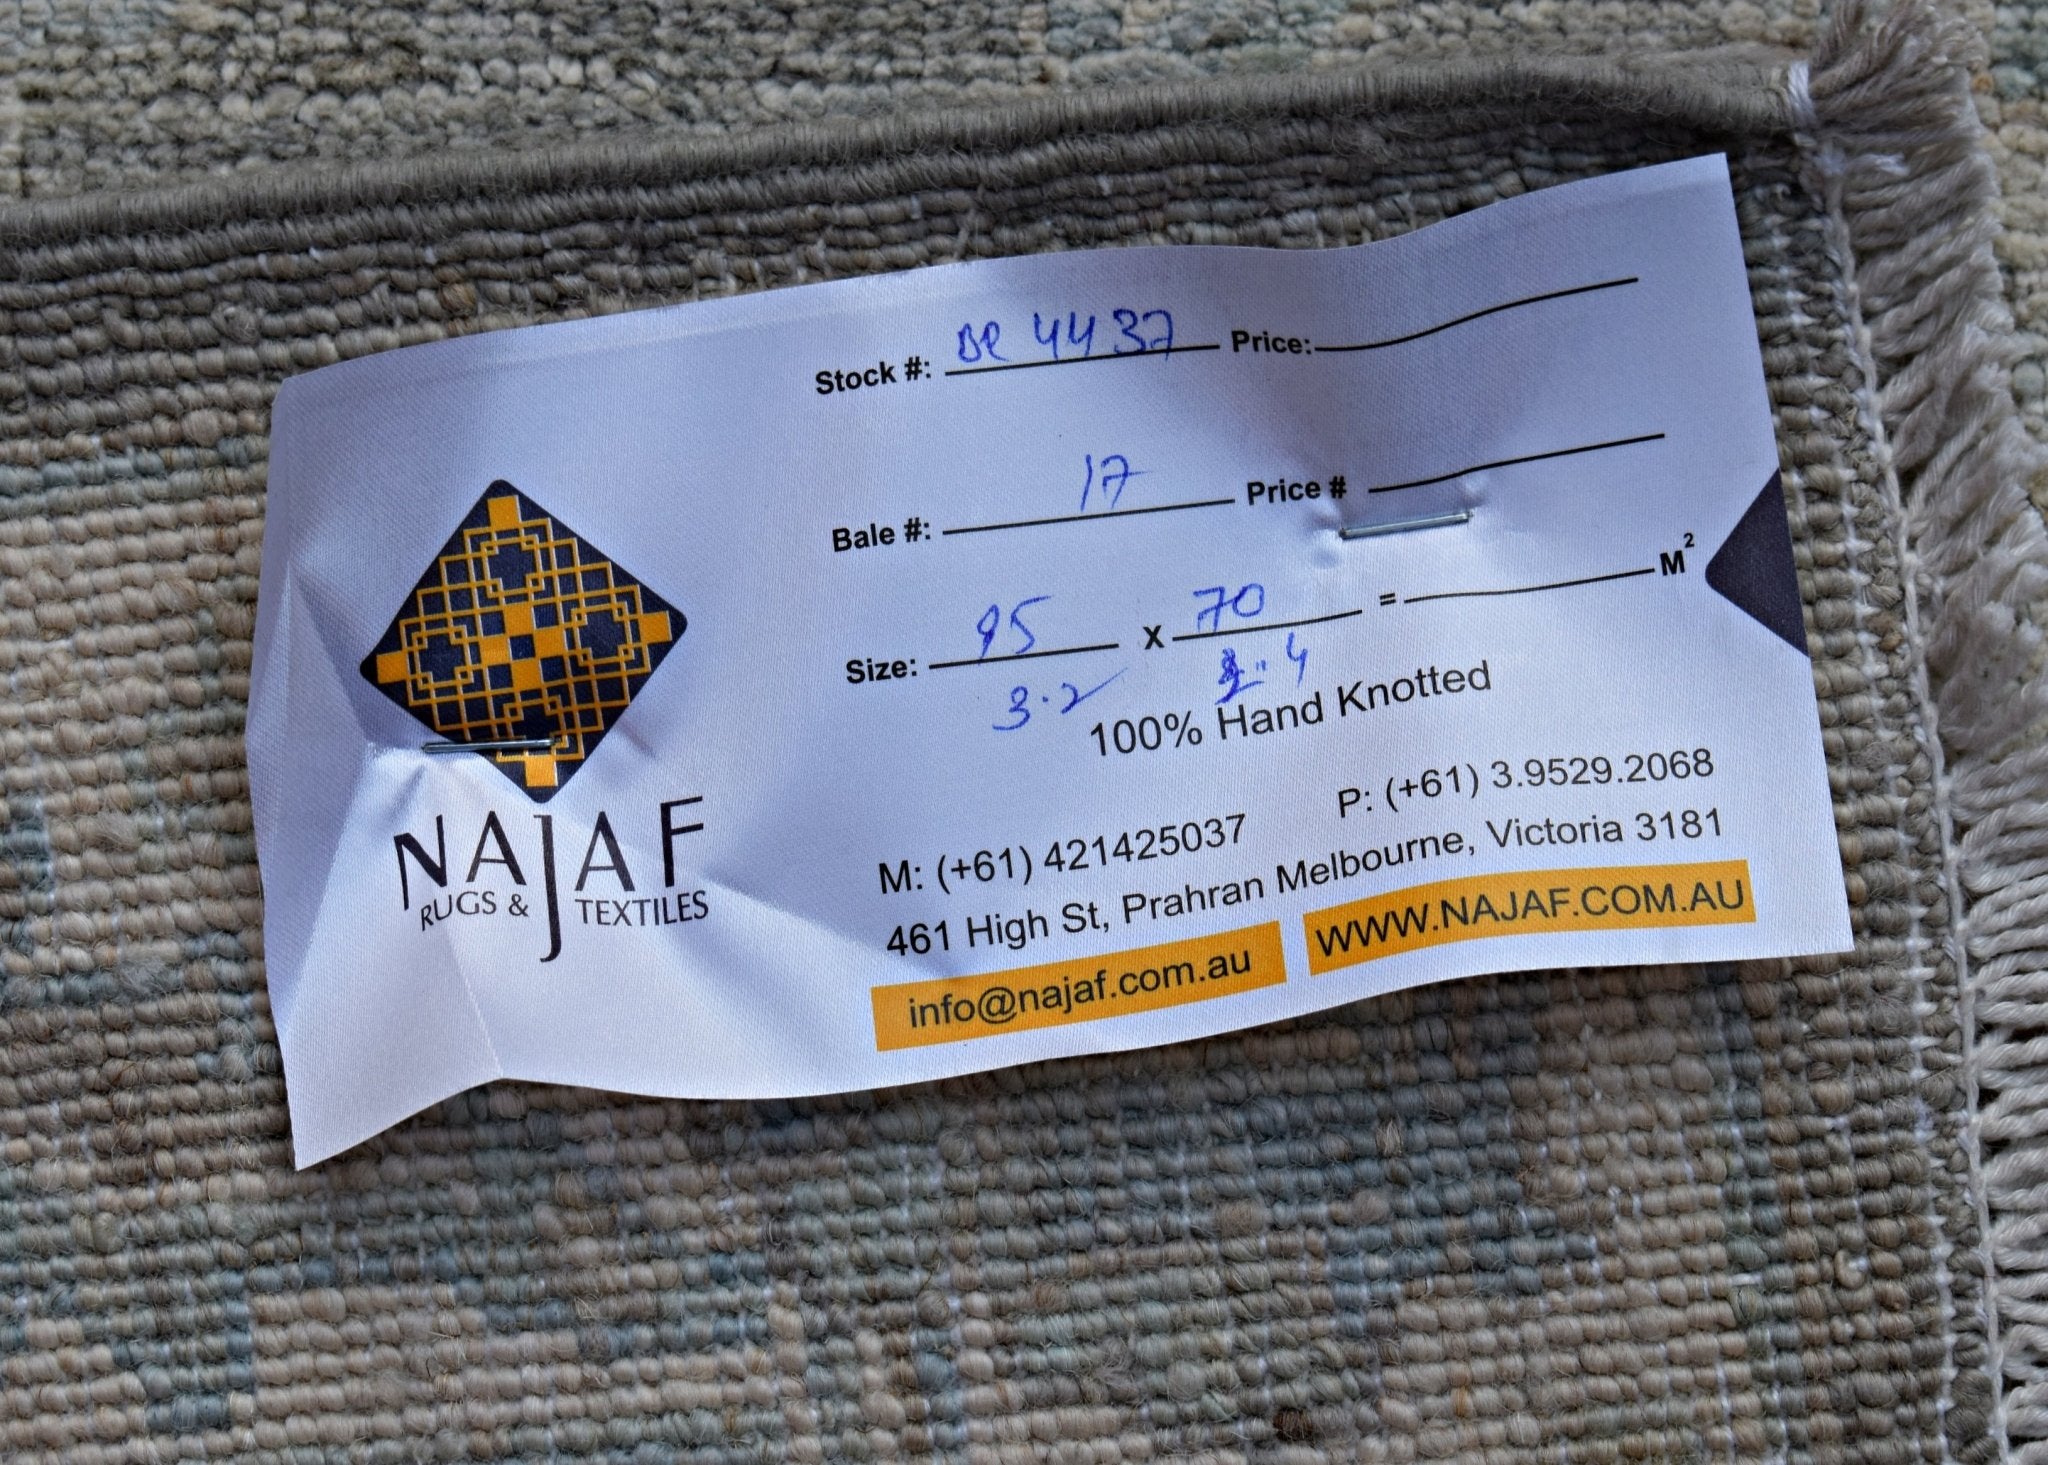 Stock #: DR 4437 Price:
Bale #: 17 Price #
Size: 95 x 70 = M²
3.2 2.4
100% Hand Knotted
NAJAF
RUGS & TEXTILES
M: (+61) 421425037 P: (+61) 3.9529.2068
461 High St, Prahran Melbourne, Victoria 3181
info@najaf.com.au WWW.NAJAF.COM.AU